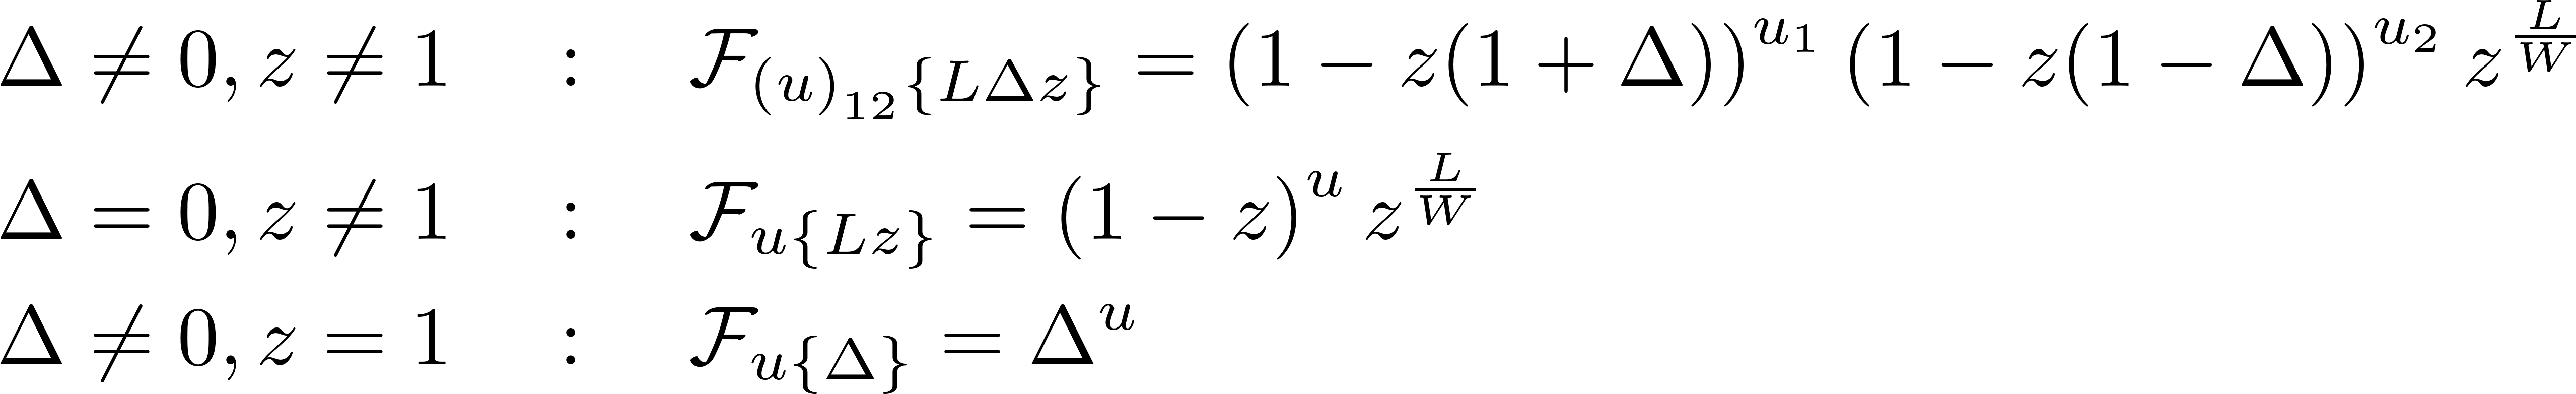 Δ ≠ 0, z ≠ 1 : ℱ_{(u)_{12}{LΔz}} = (1 − z(1 + Δ))^{u_1} (1 − z(1 − Δ))^{u_2} z^{\frac{L}{W}}
Δ = 0, z ≠ 1 : ℱ_{u{Lz}} = (1 − z)^u z^{\frac{L}{W}}
Δ ≠ 0, z = 1 : ℱ_{u{Δ}} = Δ^u